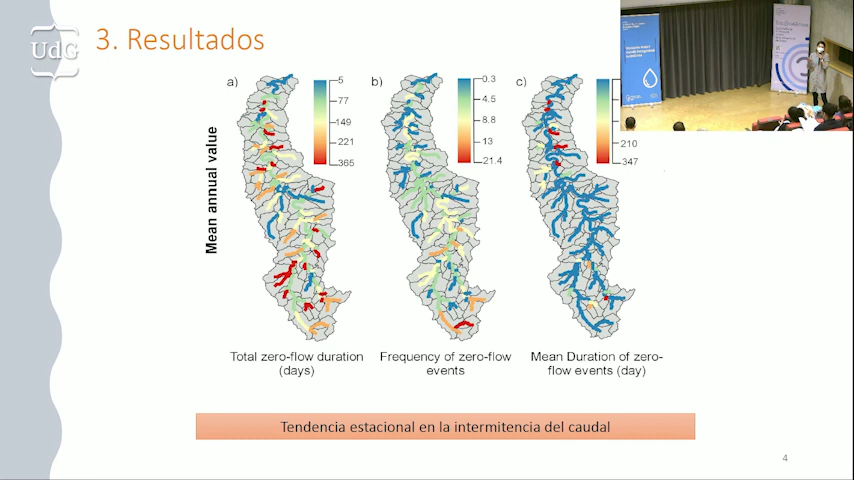 UdG
3. Resultados
a)
5
77
149
221
365
b)
0.3
4.5
8.8
13
21.4
c)
210
347
Mean annual value
Total zero-flow duration
(days)
Frequency of zero-flow
events
Mean Duration of zero-
flow events (day)
Tendencia estacional en la intermitencia del caudal
4